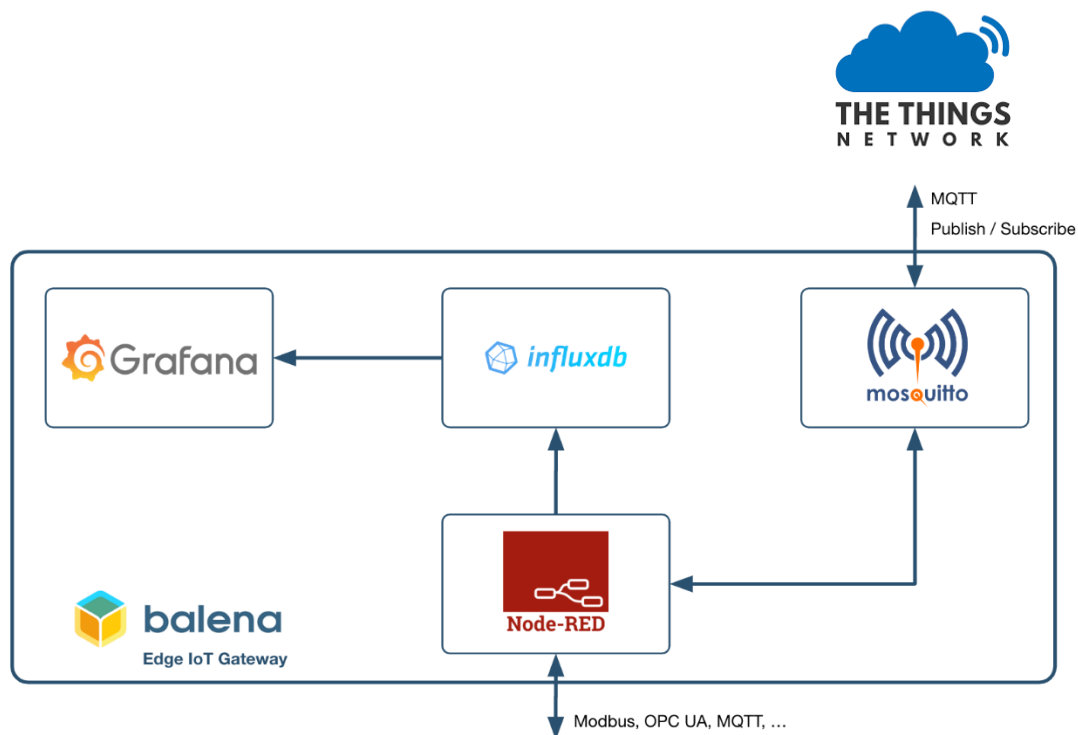 THE THINGS
NETWORK
MQTT
Publish / Subscribe
Grafana
influxdb
mosquitto
Node-RED
balena
Edge IoT Gateway
Modbus, OPC UA, MQTT, ...